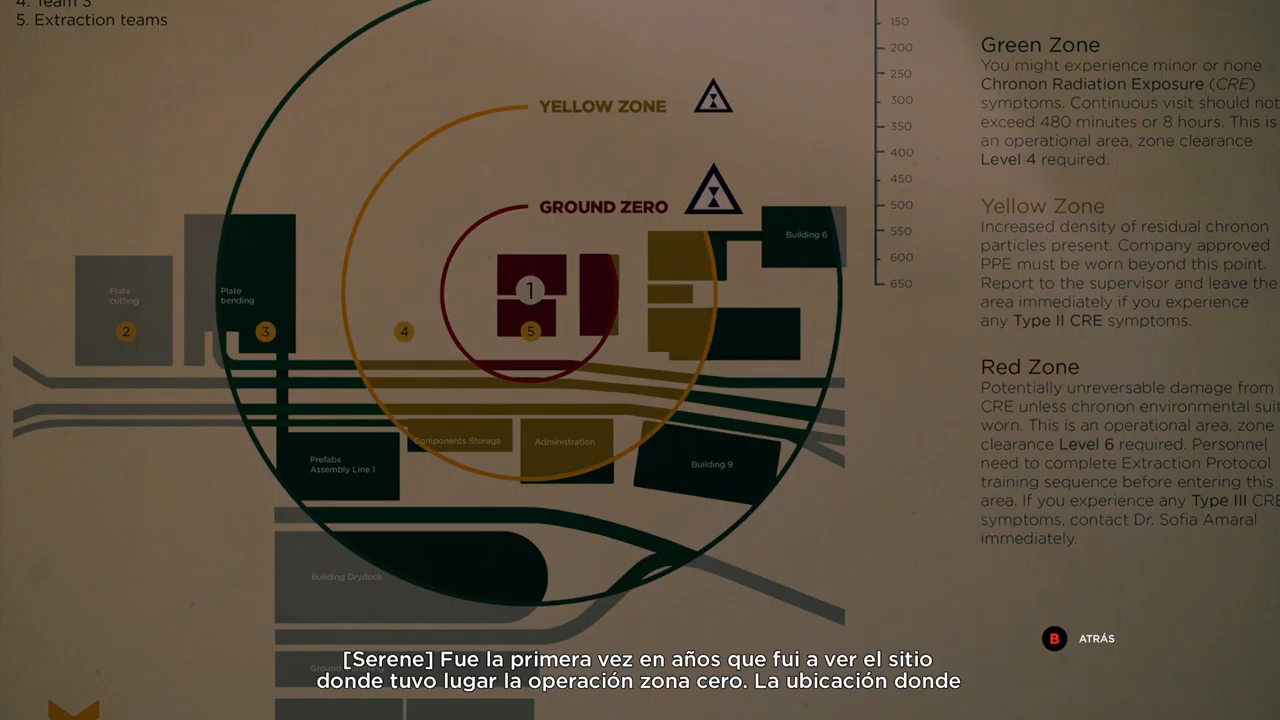 4. Team 3
5. Extraction teams
150
200
250
300
350
400
450
500
550
600
650
YELLOW ZONE
GROUND ZERO
Building 6
Plate
cutting
Plate
bending
1
2
3
4
5
Components Storage
Administration
Prefabs
Assembly Line 1
Building 9
Building Drydock
Green Zone
You might experience minor or none
Chronon Radiation Exposure (CRE)
symptoms. Continuous visit should not
exceed 480 minutes or 8 hours. This is
an operational area, zone clearance
Level 4 required.
Yellow Zone
Increased density of residual chronon
particles present. Company approved
PPE must be worn beyond this point.
Report to the supervisor and leave the
area immediately if you experience
any Type II CRE symptoms.
Red Zone
Potentially unreversable damage from
CRE unless chronon environmental suit
worn. This is an operational area, zone
clearance Level 6 required. Personnel
need to complete Extraction Protocol
training sequence before entering this
area. If you experience any Type III CRE
symptoms, contact Dr. Sofia Amaral
immediately.
B ATRÁS
[Serene] Fue la primera vez en años que fui a ver el sitio
donde tuvo lugar la operación zona cero. La ubicación donde